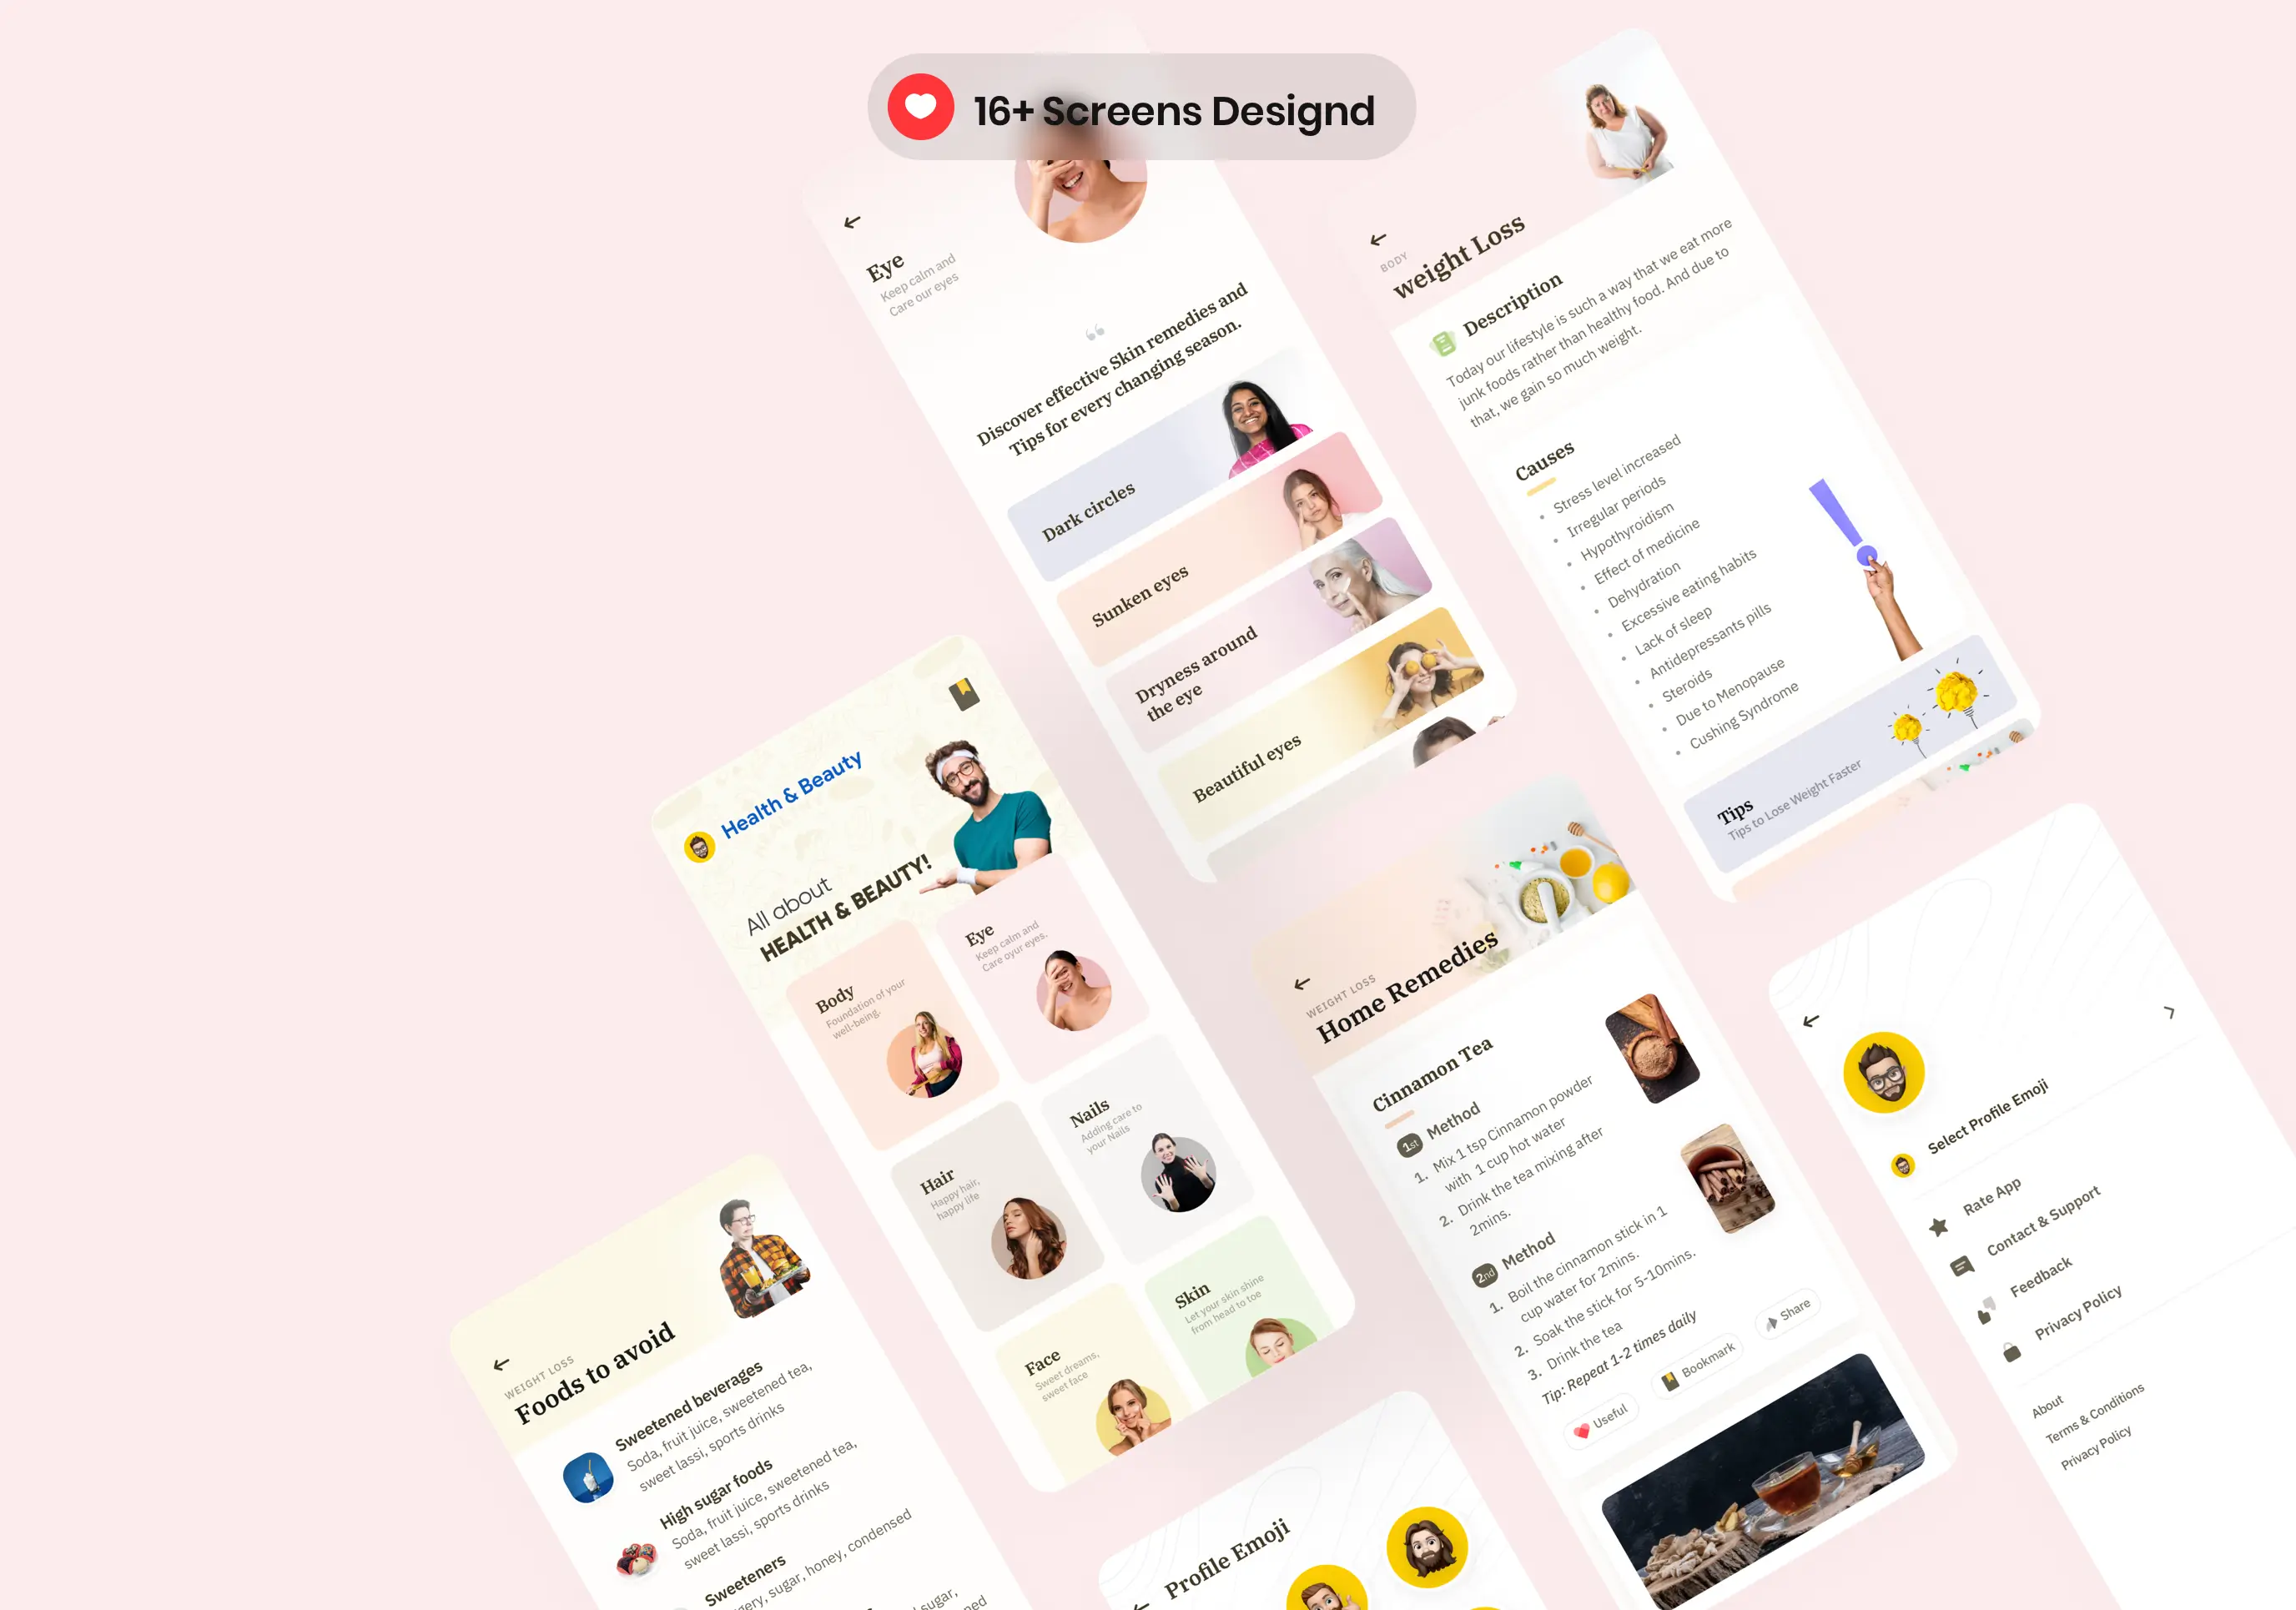 16+ Screens Designd
Eye
Keep calm and
Care our eyes
Discover effective Skin remedies and
Tips for every changing season.
Dark circles
Sunken eyes
Dryness around
the eye
Beautiful eyes
BODY
weight Loss
Description
Today our lifestyle is such a way that we eat more
junk foods rather than healthy food. And due to
that, we gain so much weight.
Causes
• Stress level increased
• Irregular periods
• Hypothyroidism
• Effect of medicine
• Dehydration
• Excessive eating habits
• Lack of sleep
• Antidepressants pills
• Steroids
• Due to Menopause
• Cushing Syndrome
Tips
Tips to Lose Weight Faster
Health & Beauty
All about
HEALTH & BEAUTY!
Body
Foundation of your
well-being.
Eye
Keep calm and
Care oyur eyes.
Hair
Happy hair,
happy life
Nails
Adding care to
your Nails
Face
Sweet dreams,
sweet face
Skin
Let your skin shine
from head to toe
WEIGHT LOSS
Home Remedies
Cinnamon Tea
1st Method
1. Mix 1 tsp Cinnamon powder
with 1 cup hot water
2. Drink the tea mixing after
2mins.
2nd Method
1. Boil the cinnamon stick in 1
cup water for 2mins.
2. Soak the stick for 5-10mins.
3. Drink the tea
Tip: Repeat 1-2 times daily
Useful
Bookmark
Share
Select Profile Emoji
Rate App
Contact & Support
Feedback
Privacy Policy
About
Terms & Conditions
Privacy Policy
WEIGHT LOSS
Foods to avoid
Sweetened beverages
Soda, fruit juice, sweetened tea,
sweet lassi, sports drinks
High sugar foods
Soda, fruit juice, sweetened tea,
sweet lassi, sports drinks
Sweeteners
sugar, honey, condensed
sugar,
Profile Emoji